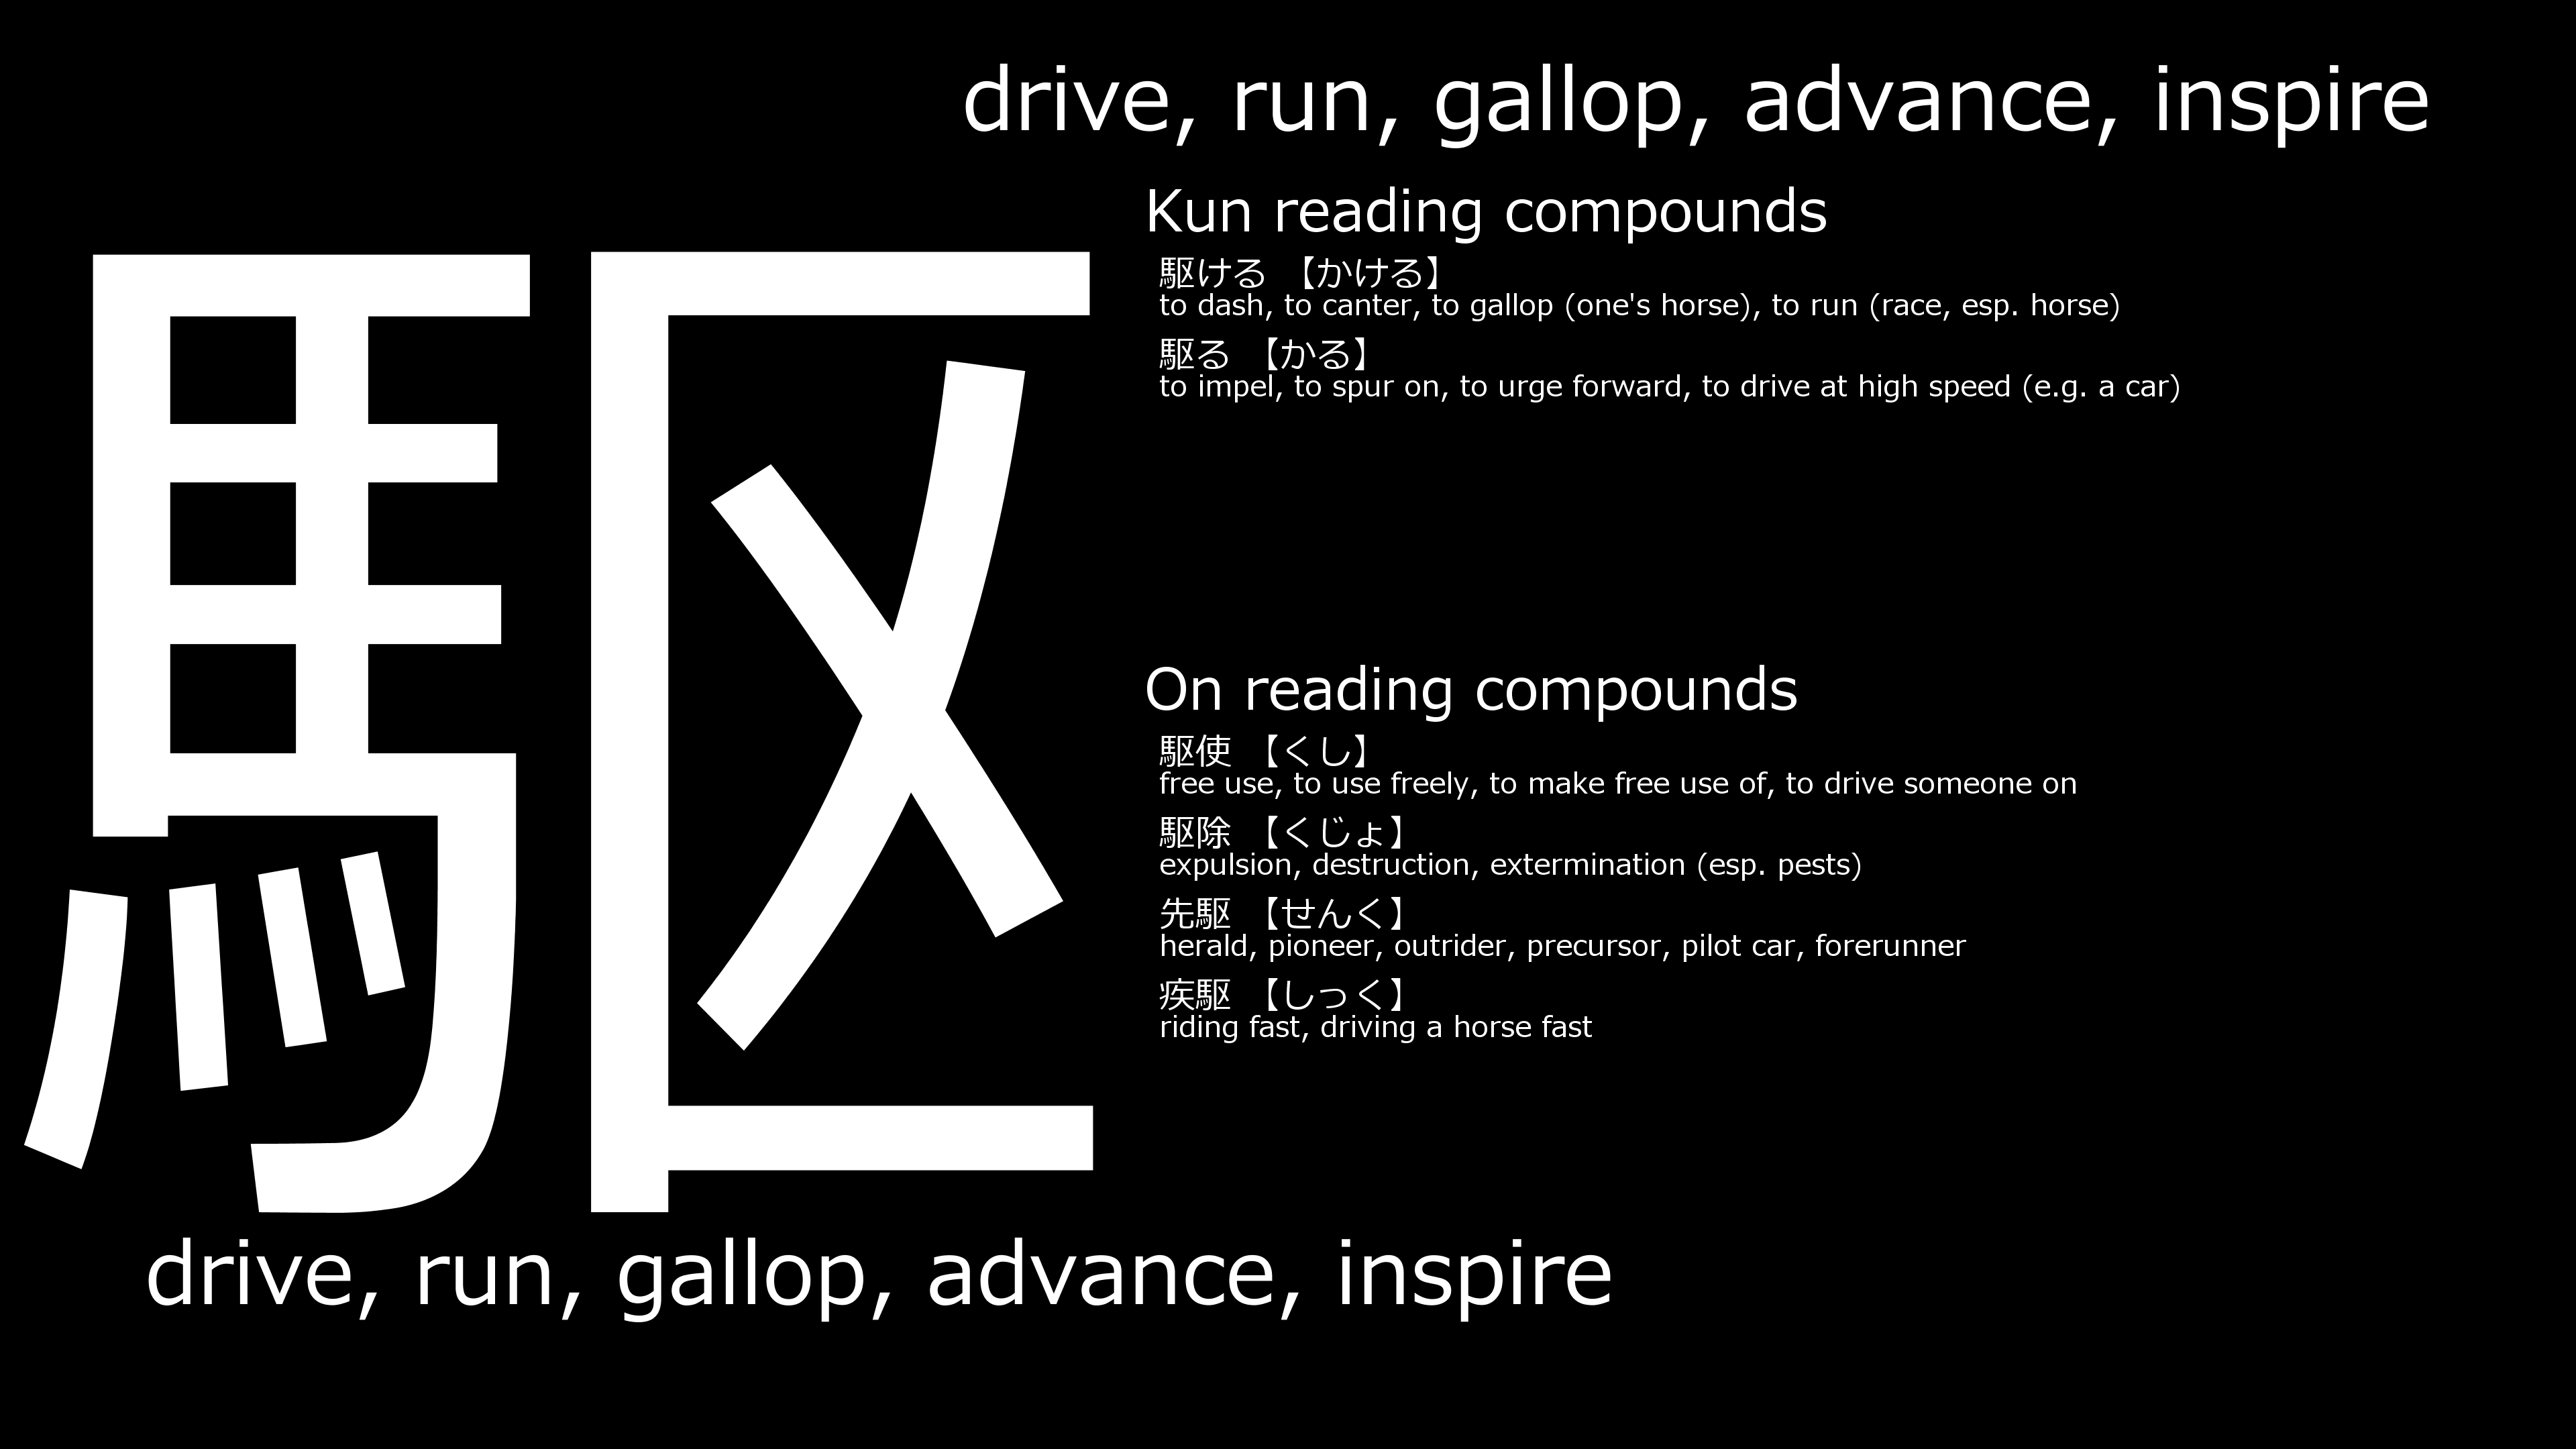 drive, run, gallop, advance, inspire
駆
Kun reading compounds
駆ける 【かける】
to dash, to canter, to gallop (one's horse), to run (race, esp. horse)
駆る 【かる】
to impel, to spur on, to urge forward, to drive at high speed (e.g. a car)
On reading compounds
駆使 【くし】
free use, to use freely, to make free use of, to drive someone on
駆除 【くじょ】
expulsion, destruction, extermination (esp. pests)
先駆 【せんく】
herald, pioneer, outrider, precursor, pilot car, forerunner
疾駆 【しっく】
riding fast, driving a horse fast
drive, run, gallop, advance, inspire